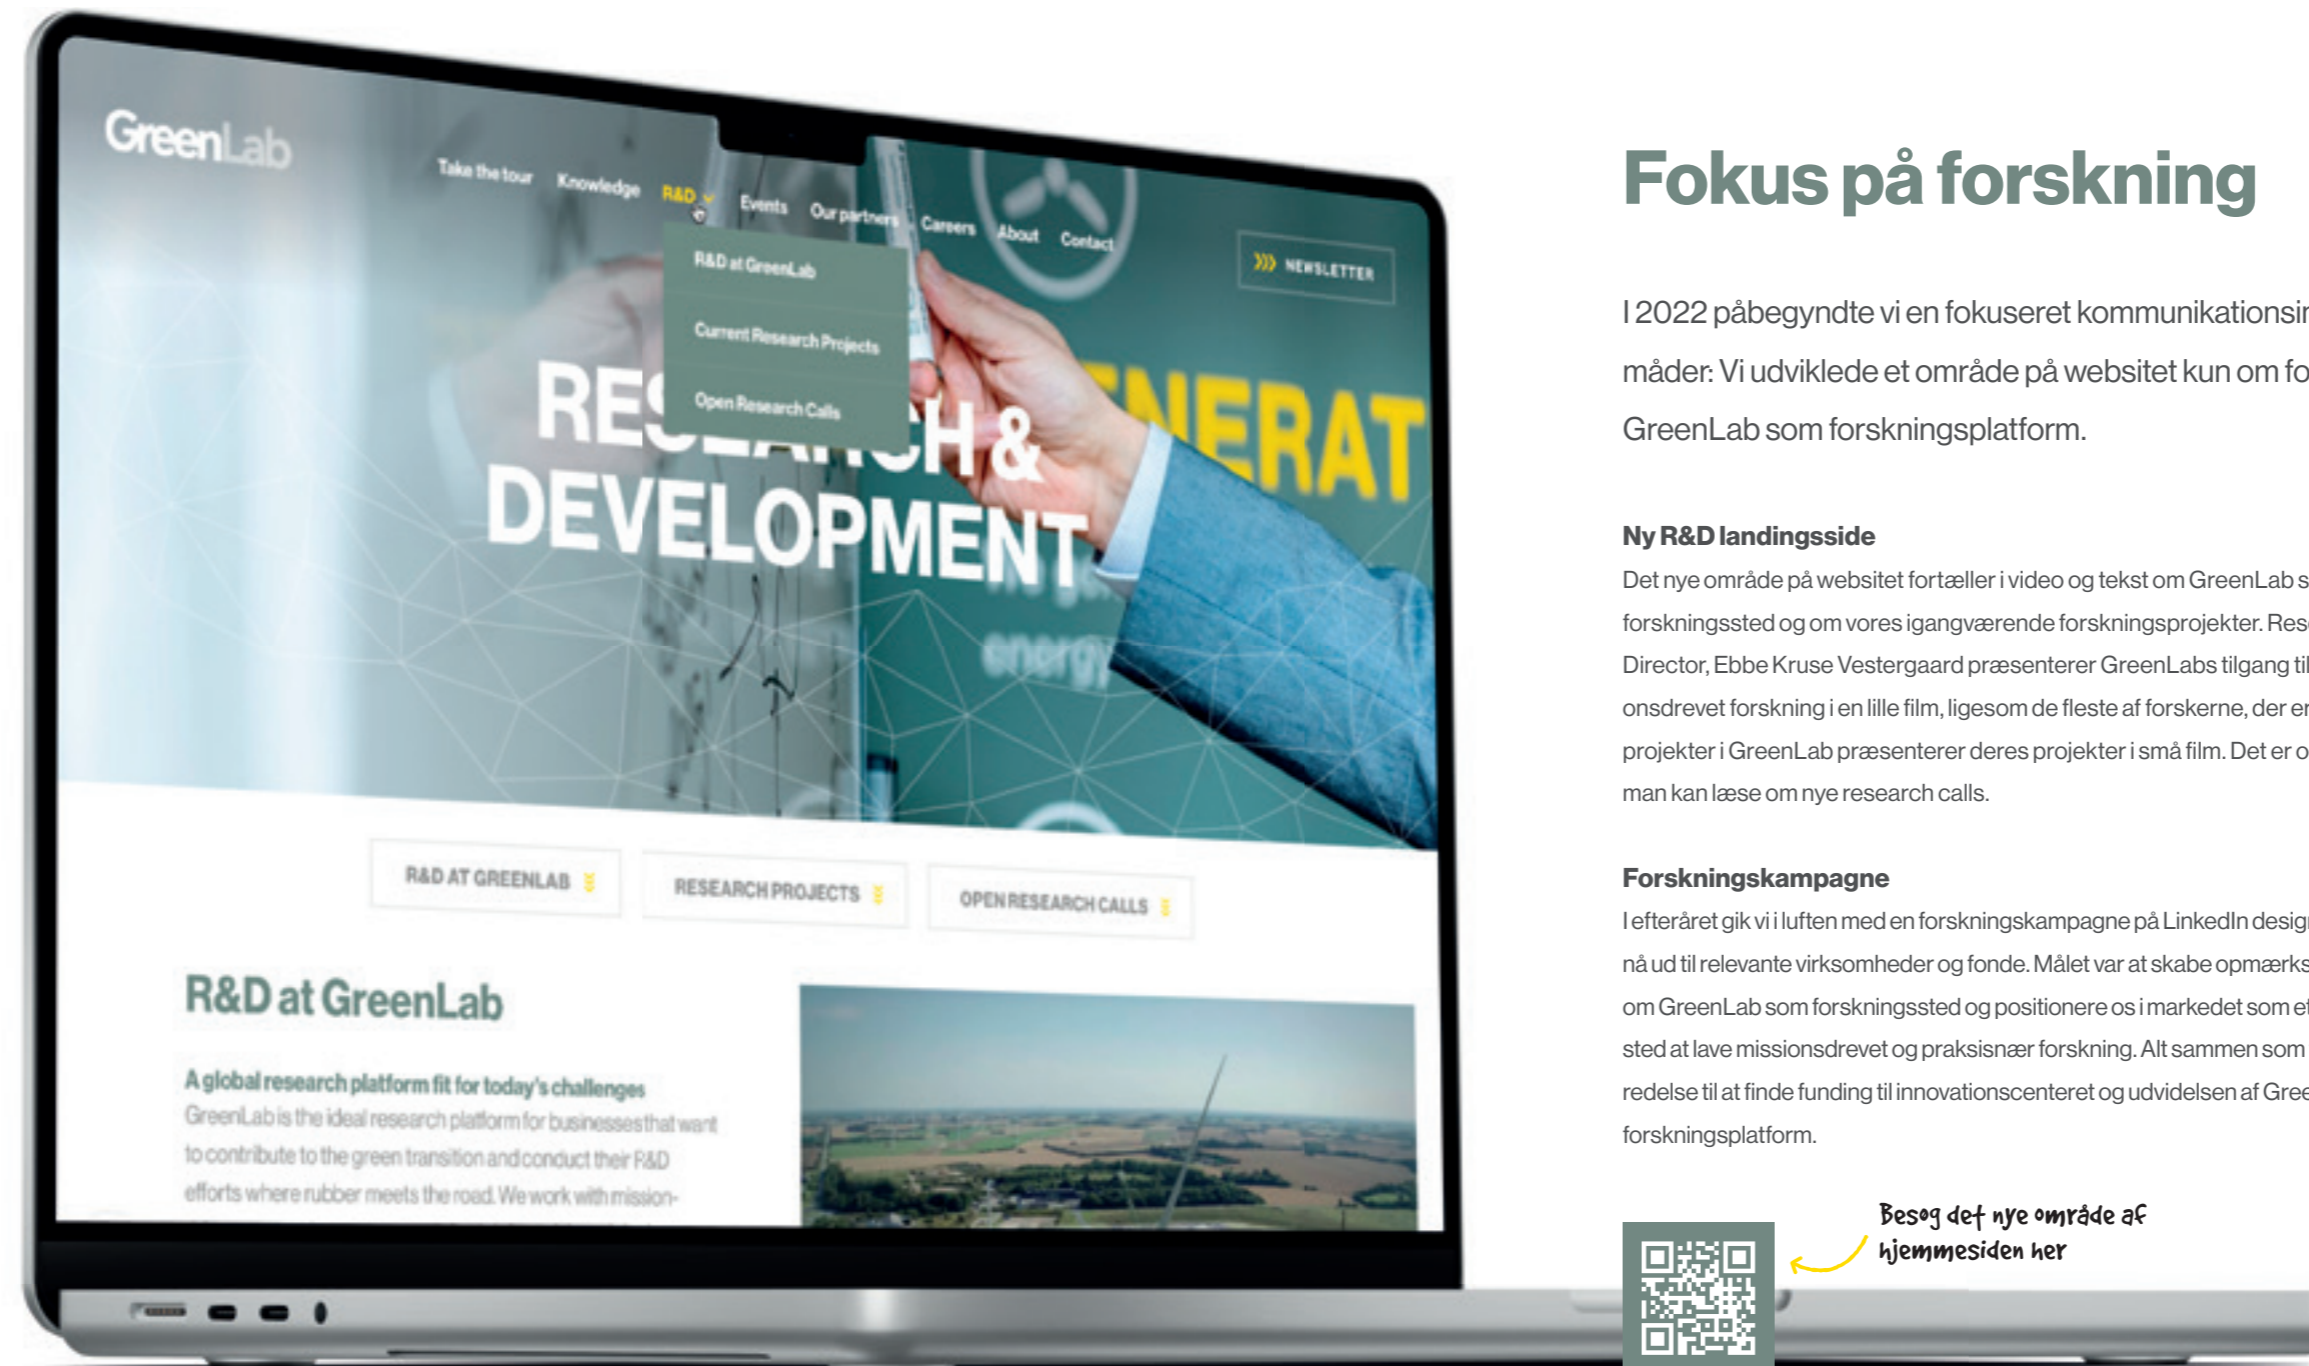 GreenLab
Take the tour Knowledge R&D Events Our partners Careers About Contact
NEWSLETTER
R&D at GreenLab
Current Research Projects
Open Research Calls
&
DEVELOPMENT
NERAT
energy
R&D AT GREENLAB RESEARCH PROJECTS OPEN RESEARCH CALLS
R&D at GreenLab
A global research platform fit for today's challenges
GreenLab is the ideal research platform for businesses that want
to contribute to the green transition and conduct their R&D
efforts where rubber meets the road. We work with mission-
Fokus på forskning
I 2022 påbegyndte vi en fokuseret kommunikationsin
måder: Vi udviklede et område på websitet kun om fo
GreenLab som forskningsplatform.
Ny R&D landingsside
Det nye område på websitet fortæller i video og tekst om GreenLab s
forskningssted og om vores igangværende forskningsprojekter. Rese
Director, Ebbe Kruse Vestergaard præsenterer GreenLabs tilgang til
onsdrevet forskning i en lille film, ligesom de fleste af forskerne, der er
projekter i GreenLab præsenterer deres projekter i små film. Det er o
man kan læse om nye research calls.
Forskningskampagne
I efteråret gik vi i luften med en forskningskampagne på LinkedIn design
nå ud til relevante virksomheder og fonde. Målet var at skabe opmærks
om GreenLab som forskningssted og positionere os i markedet som et
sted at lave missionsdrevet og praksisnær forskning. Alt sammen som
redelse til at finde funding til innovationscenteret og udvidelsen af Gree
forskningsplatform.
Besøg det nye område af
hjemmesiden her